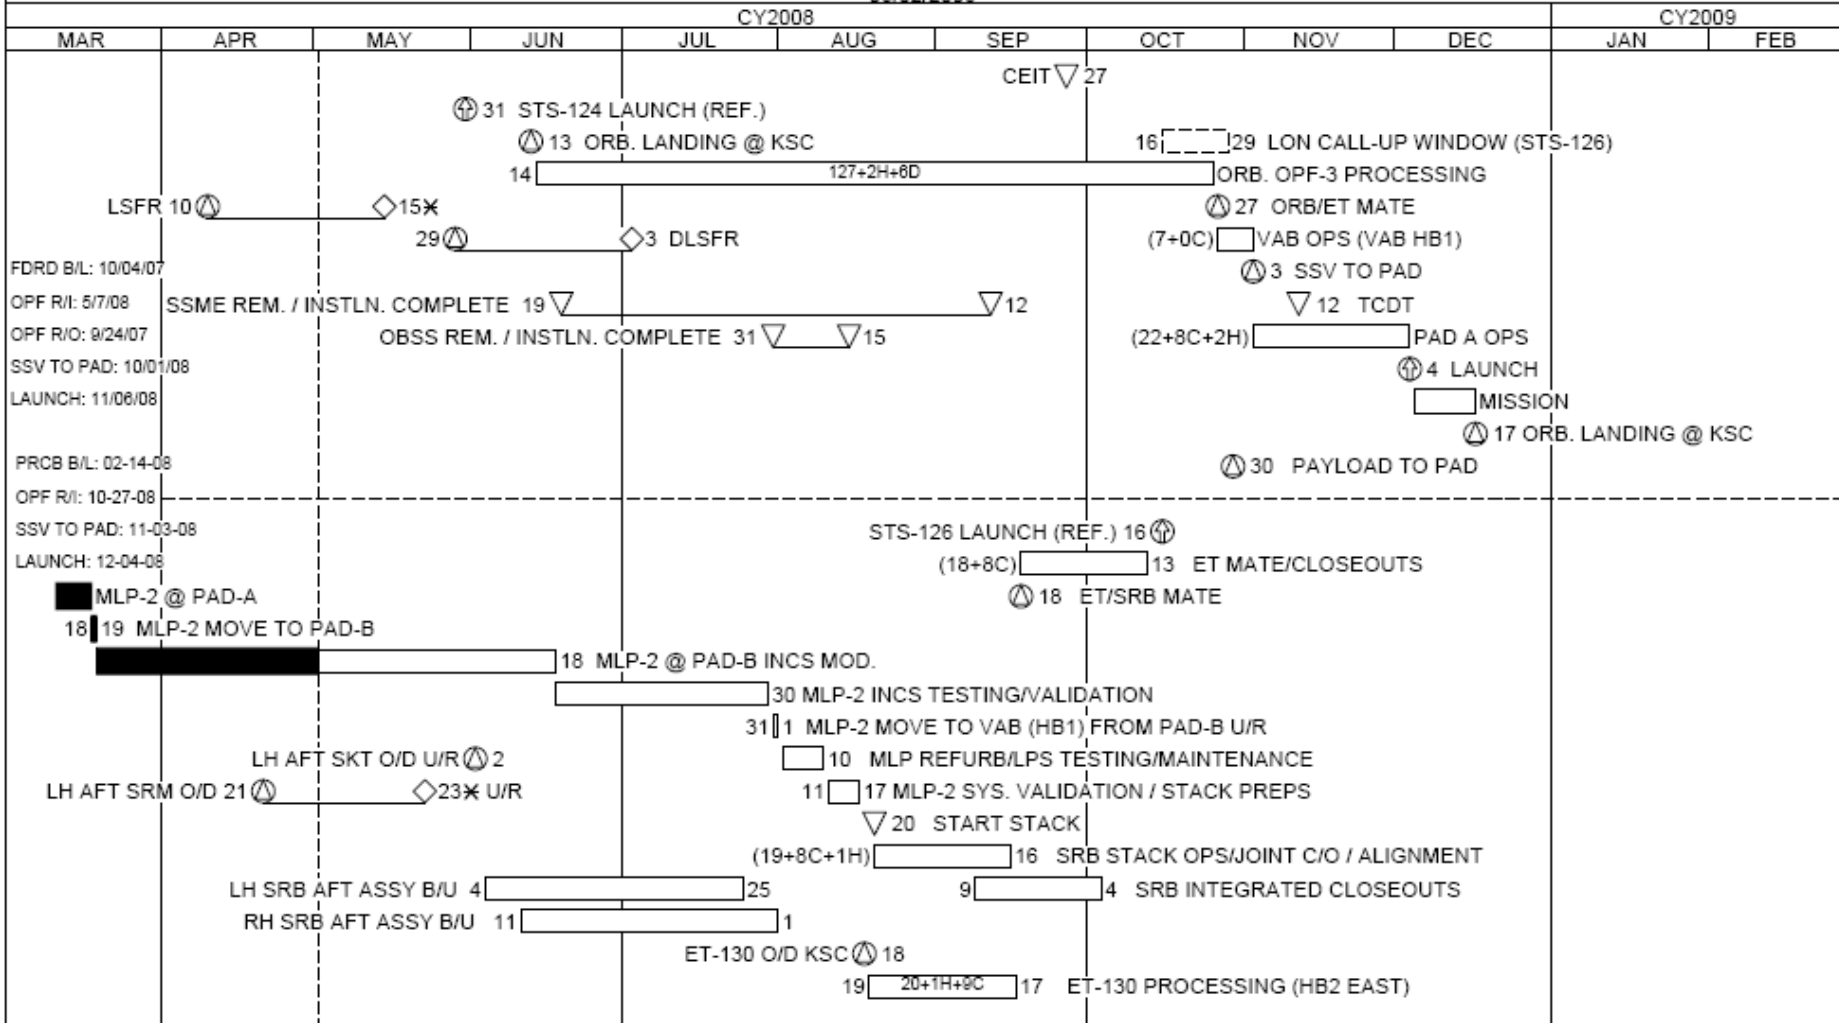 CY2008 CY2009
MAR APR MAY JUN JUL AUG SEP OCT NOV DEC JAN FEB
CEIT 27
31 STS-124 LAUNCH (REF.)
13 ORB. LANDING @ KSC 16 29 LON CALL-UP WINDOW (STS-126)
14 127+2H+6D ORB. OPF-3 PROCESSING
LSFR 10 15* 27 ORB/ET MATE
29 3 DLSFR (7+0C) VAB OPS (VAB HB1)
FDRD B/L: 10/04/07 3 SSV TO PAD
OPF R/I: 5/7/08 SSME REM. / INSTLN. COMPLETE 19 12 12 TCDT
OPF R/O: 9/24/07 OBSS REM. / INSTLN. COMPLETE 31 15 (22+8C+2H) PAD A OPS
SSV TO PAD: 10/01/08 4 LAUNCH
LAUNCH: 11/06/08 MISSION
17 ORB. LANDING @ KSC
PRCB B/L: 02-14-08 30 PAYLOAD TO PAD
OPF R/I: 10-27-08
SSV TO PAD: 11-03-08 STS-126 LAUNCH (REF.) 16
LAUNCH: 12-04-08 (18+8C) 13 ET MATE/CLOSEOUTS
MLP-2 @ PAD-A 18 ET/SRB MATE
18 19 MLP-2 MOVE TO PAD-B
18 MLP-2 @ PAD-B INCS MOD.
30 MLP-2 INCS TESTING/VALIDATION
31 1 MLP-2 MOVE TO VAB (HB1) FROM PAD-B U/R
LH AFT SKT O/D U/R 2 10 MLP REFURB/LPS TESTING/MAINTENANCE
LH AFT SRM O/D 21 23* U/R 11 17 MLP-2 SYS. VALIDATION / STACK PREPS
20 START STACK
(19+8C+1H) 16 SRB STACK OPS/JOINT C/O / ALIGNMENT
LH SRB AFT ASSY B/U 4 25 9 4 SRB INTEGRATED CLOSEOUTS
RH SRB AFT ASSY B/U 11 1
ET-130 O/D KSC 18
19 20+1H+9C 17 ET-130 PROCESSING (HB2 EAST)